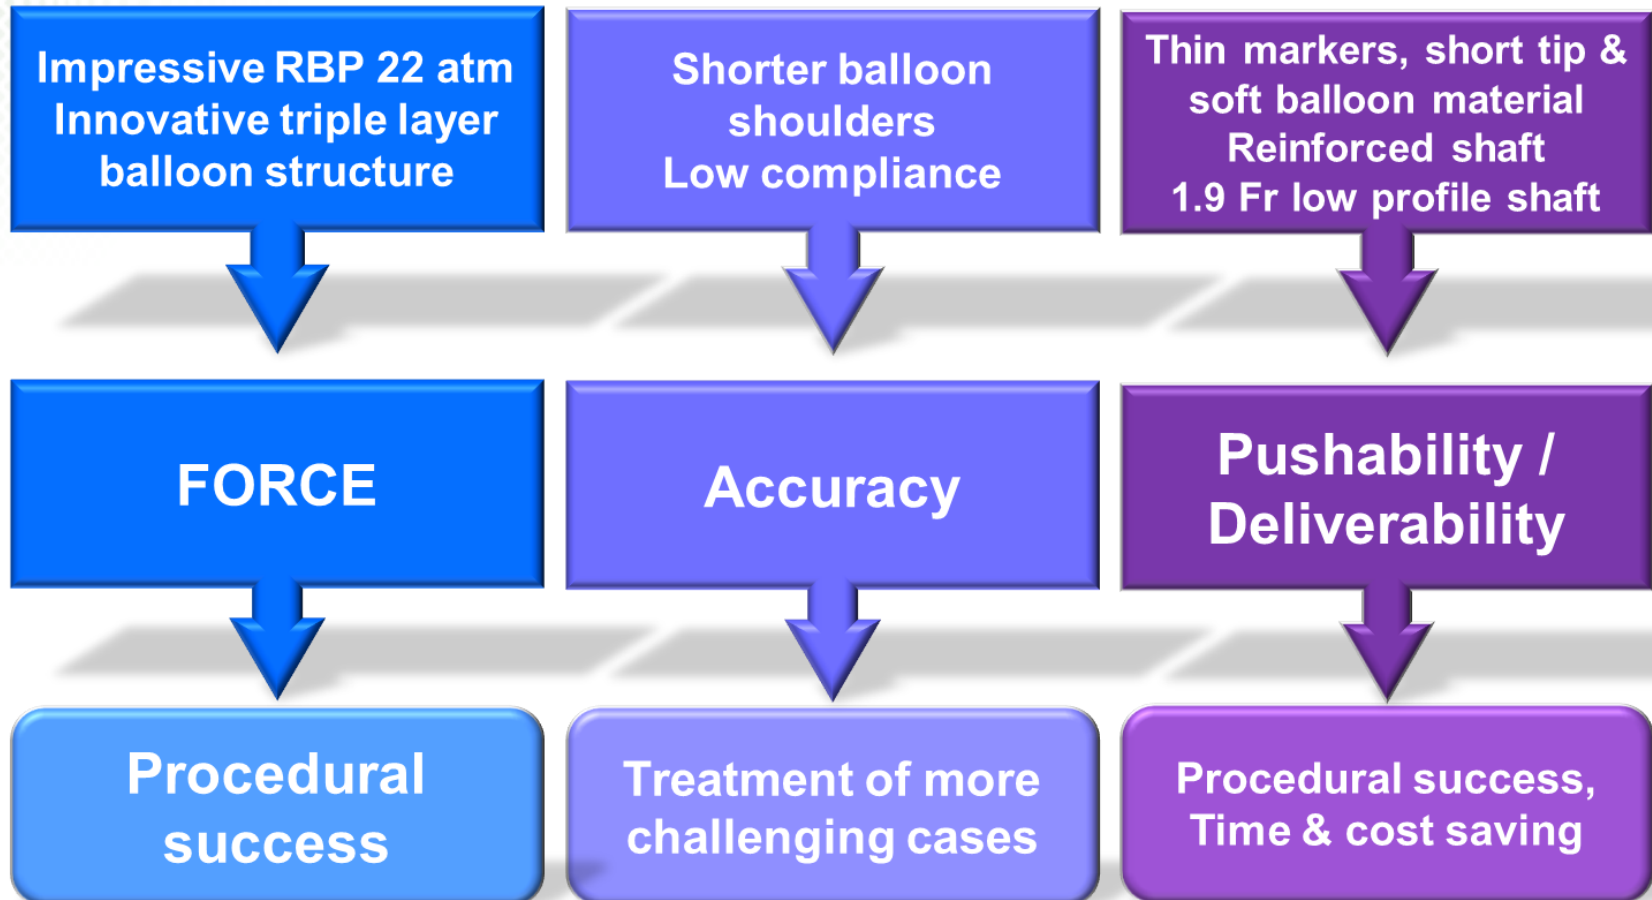 Impressive RBP 22 atm
Innovative triple layer
balloon structure
Shorter balloon
shoulders
Low compliance
Thin markers, short tip &
soft balloon material
Reinforced shaft
1.9 Fr low profile shaft
FORCE
Accuracy
Pushability /
Deliverability
Procedural
success
Treatment of more
challenging cases
Procedural success,
Time & cost saving